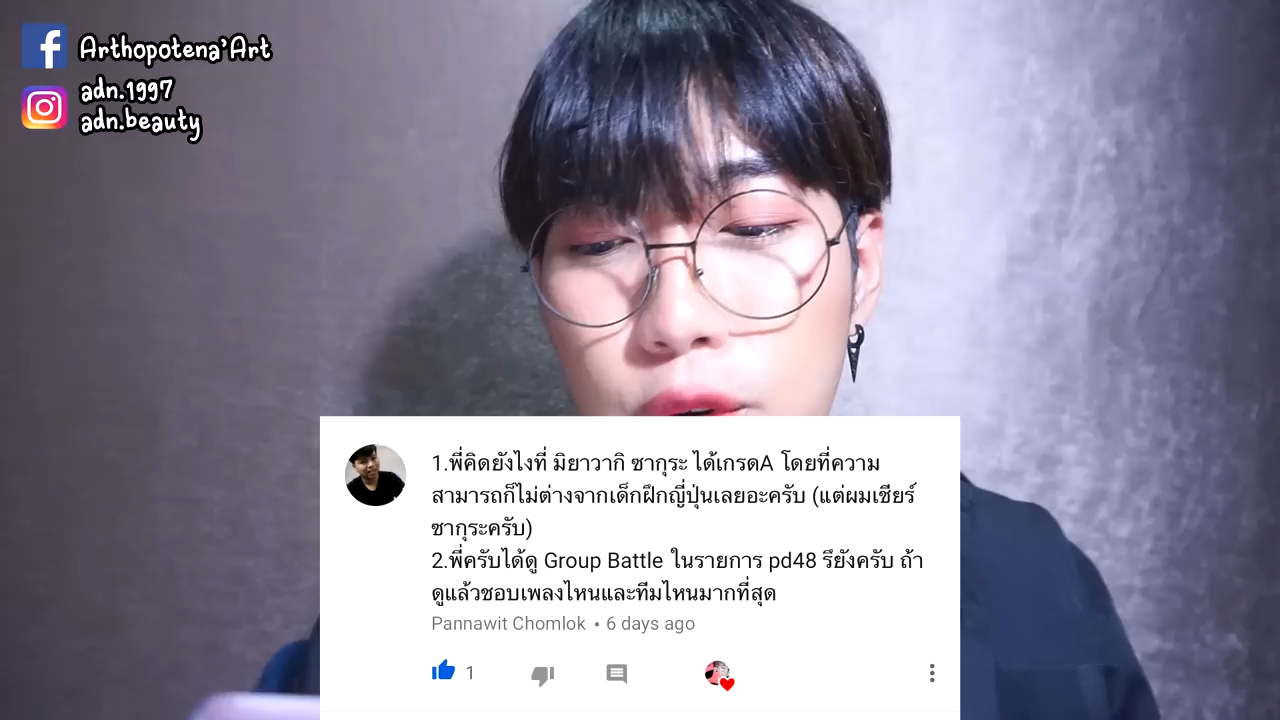 Arthopotena'Art
adn.1997
adn.beauty
1.พี่คิดยังไงที่ มิยาวากิ ซากุระ ได้เกรดA โดยที่ความ
สามารถก็ไม่ต่างจากเด็กฝึกญี่ปุ่นเลยอะครับ (แต่ผมเชียร์
ซากุระครับ)
2.พี่ครับได้ดู Group Battle ในรายการ pd48 รึยังครับ ถ้า
ดูแล้วชอบเพลงไหนและทีมไหนมากที่สุด
Pannawit Chomlok • 6 days ago
1